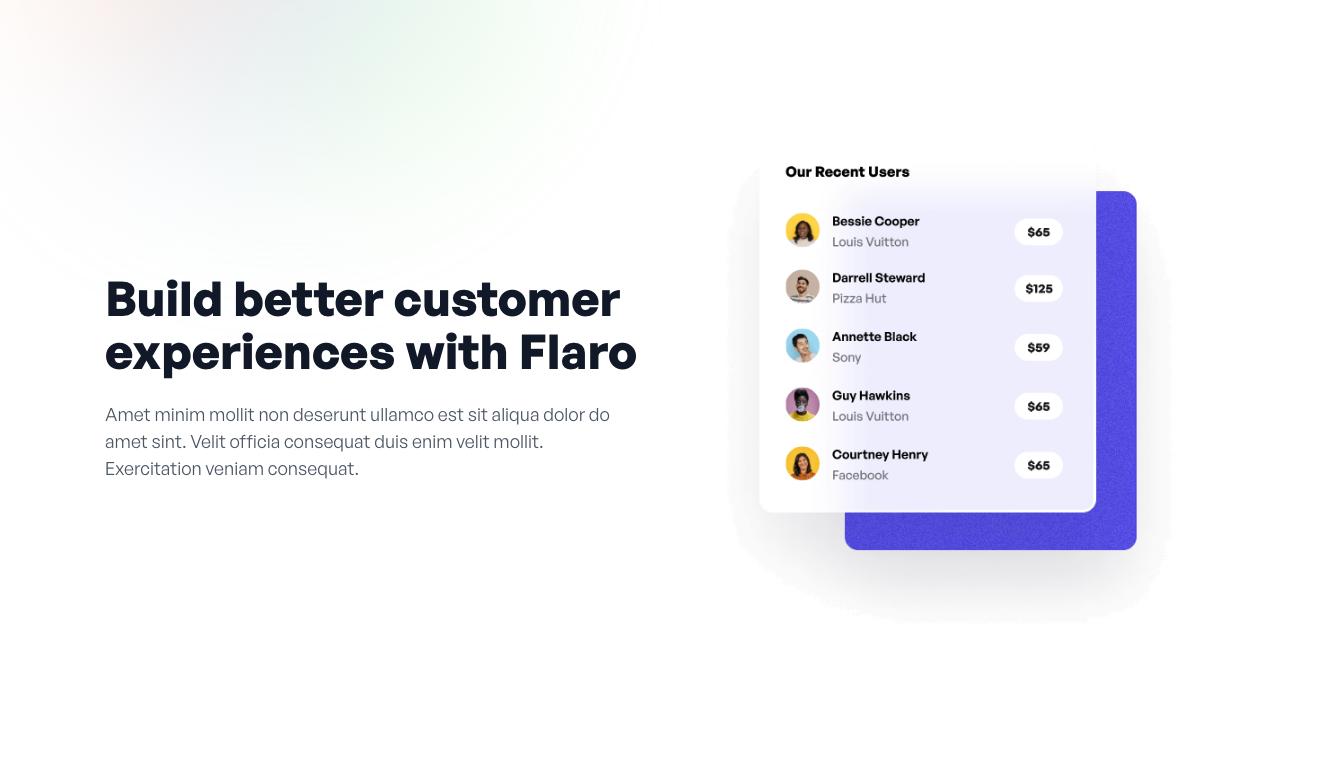 Build better customer
experiences with Flaro
Amet minim mollit non deserunt ullamco est sit aliqua dolor do
amet sint. Velit officia consequat duis enim velit mollit.
Exercitation veniam consequat.
Our Recent Users
Bessie Cooper
Louis Vuitton
$65
Darrell Steward
Pizza Hut
$125
Annette Black
Sony
$59
Guy Hawkins
Louis Vuitton
$65
Courtney Henry
Facebook
$65